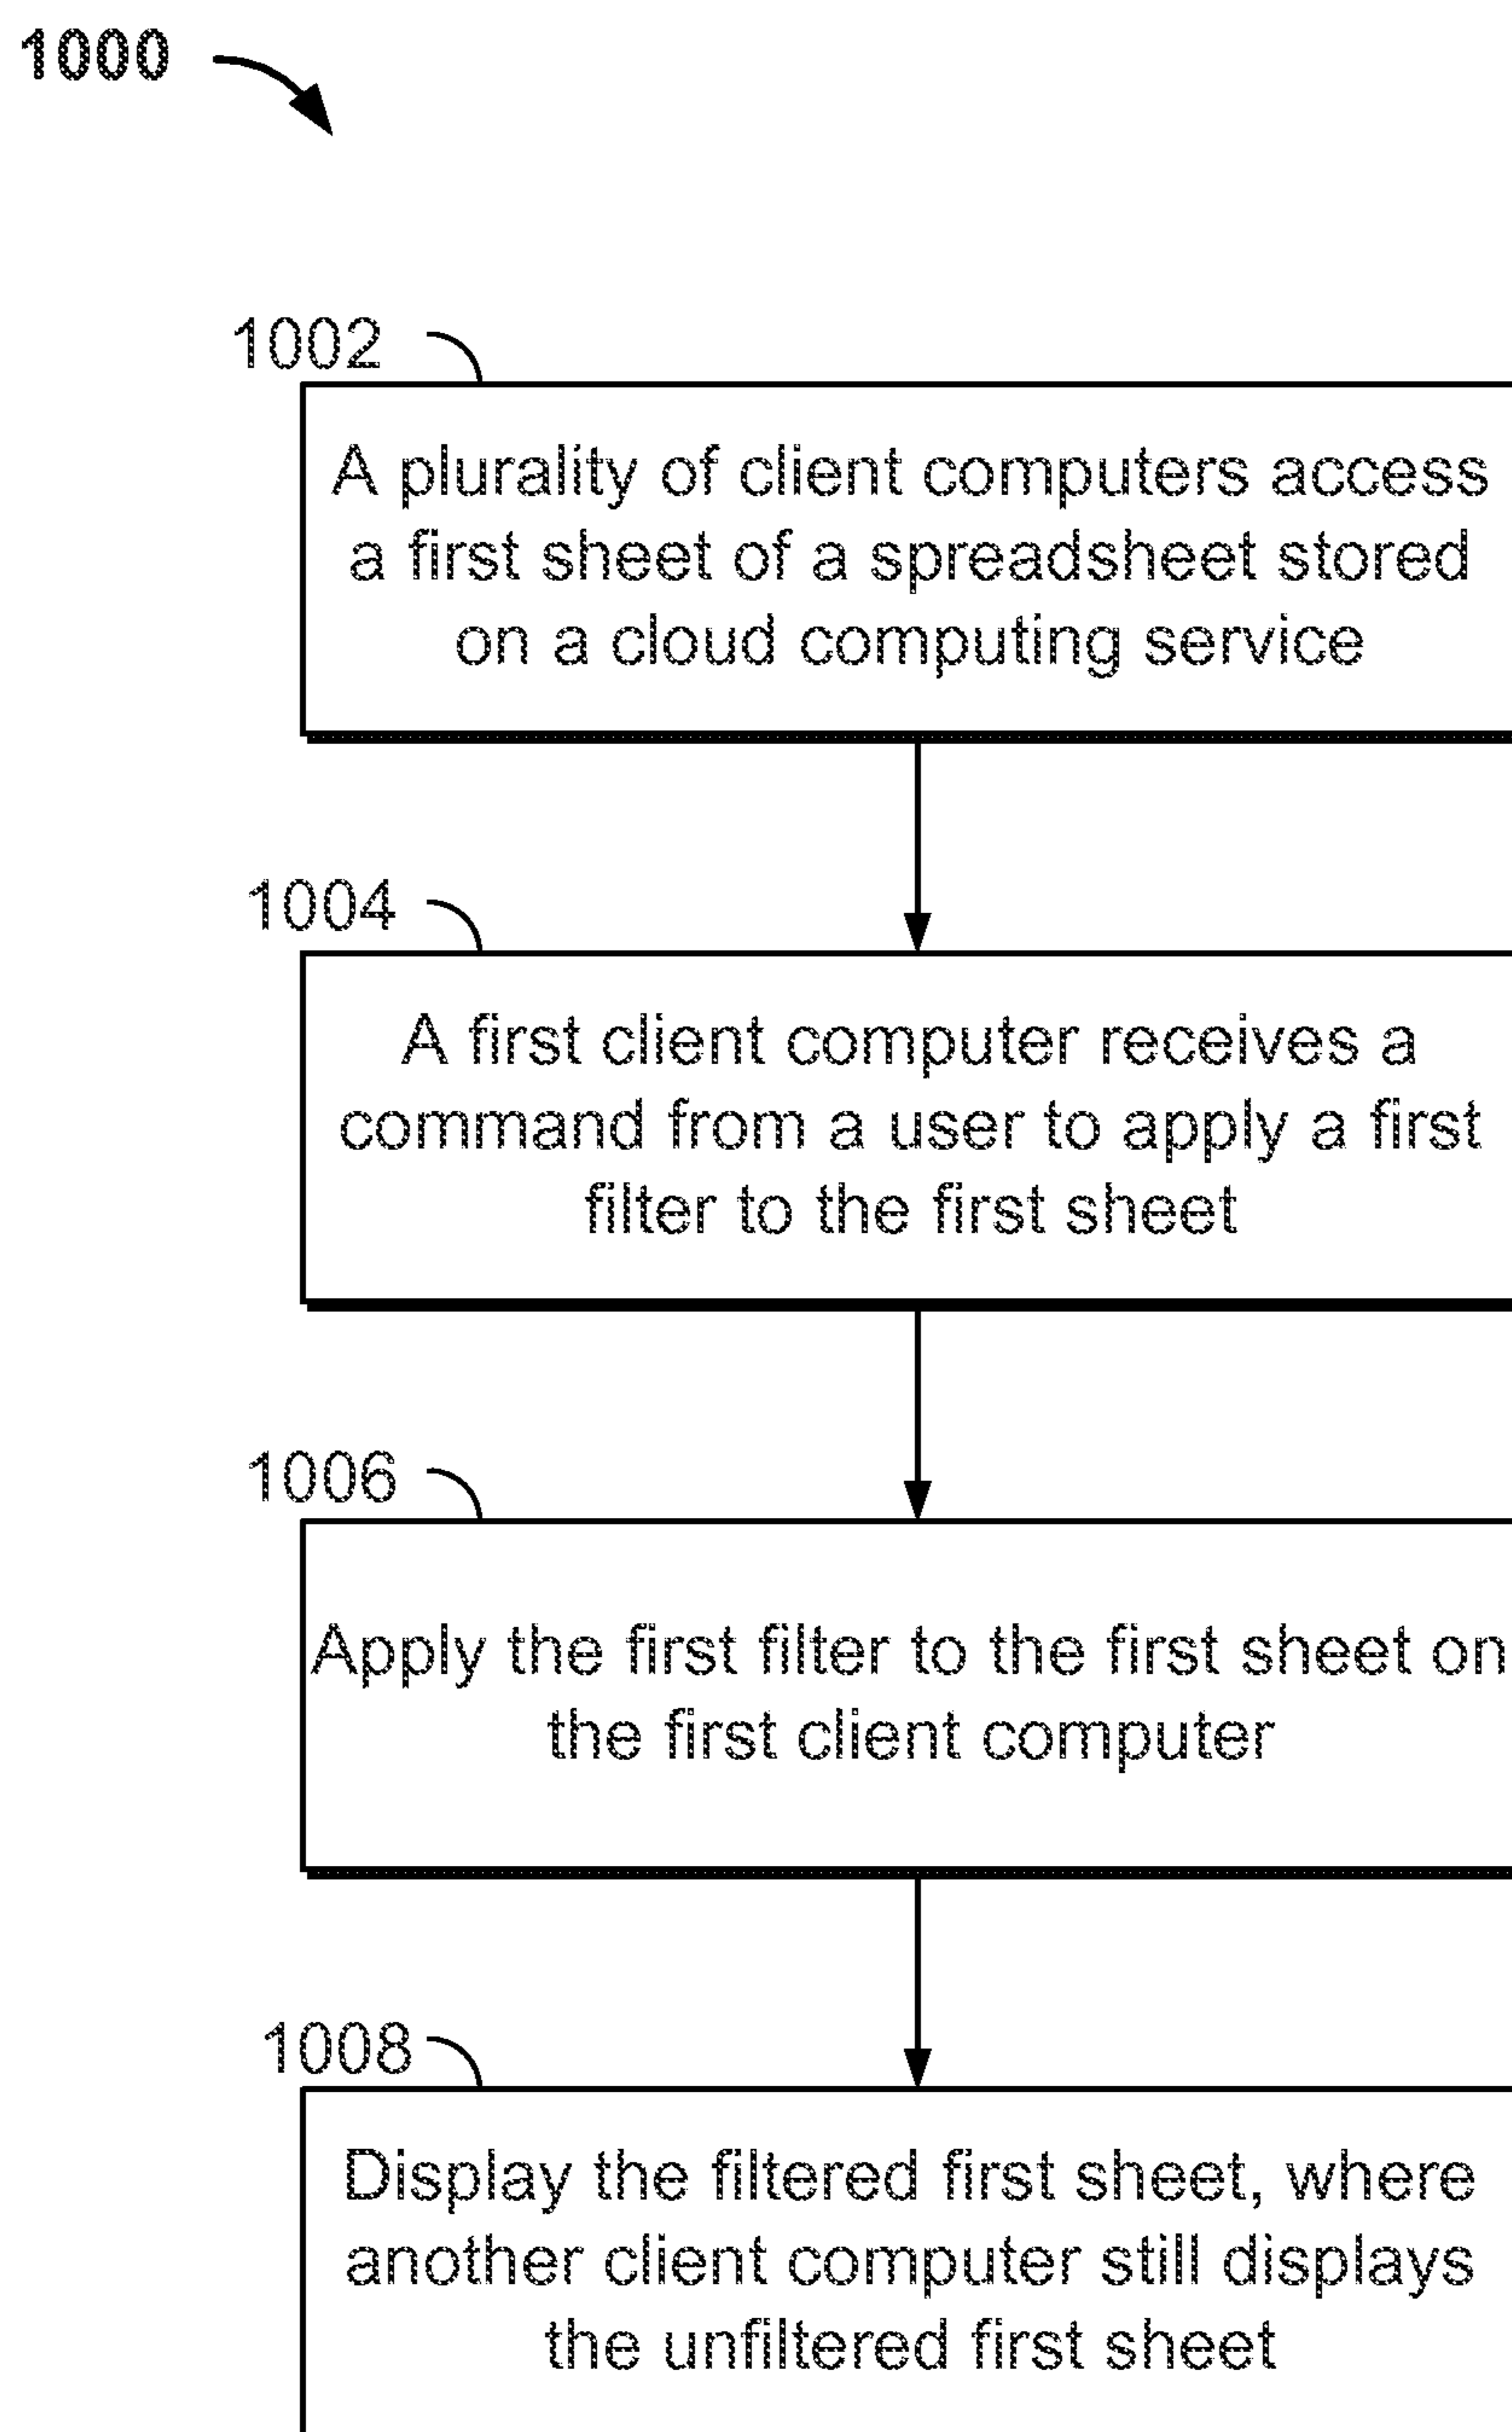 1000
1002
A plurality of client computers access
a first sheet of a spreadsheet stored
on a cloud computing service
1004
A first client computer receives a
command from a user to apply a first
filter to the first sheet
1006
Apply the first filter to the first sheet on
the first client computer
1008
Display the filtered first sheet, where
another client computer still displays
the unfiltered first sheet